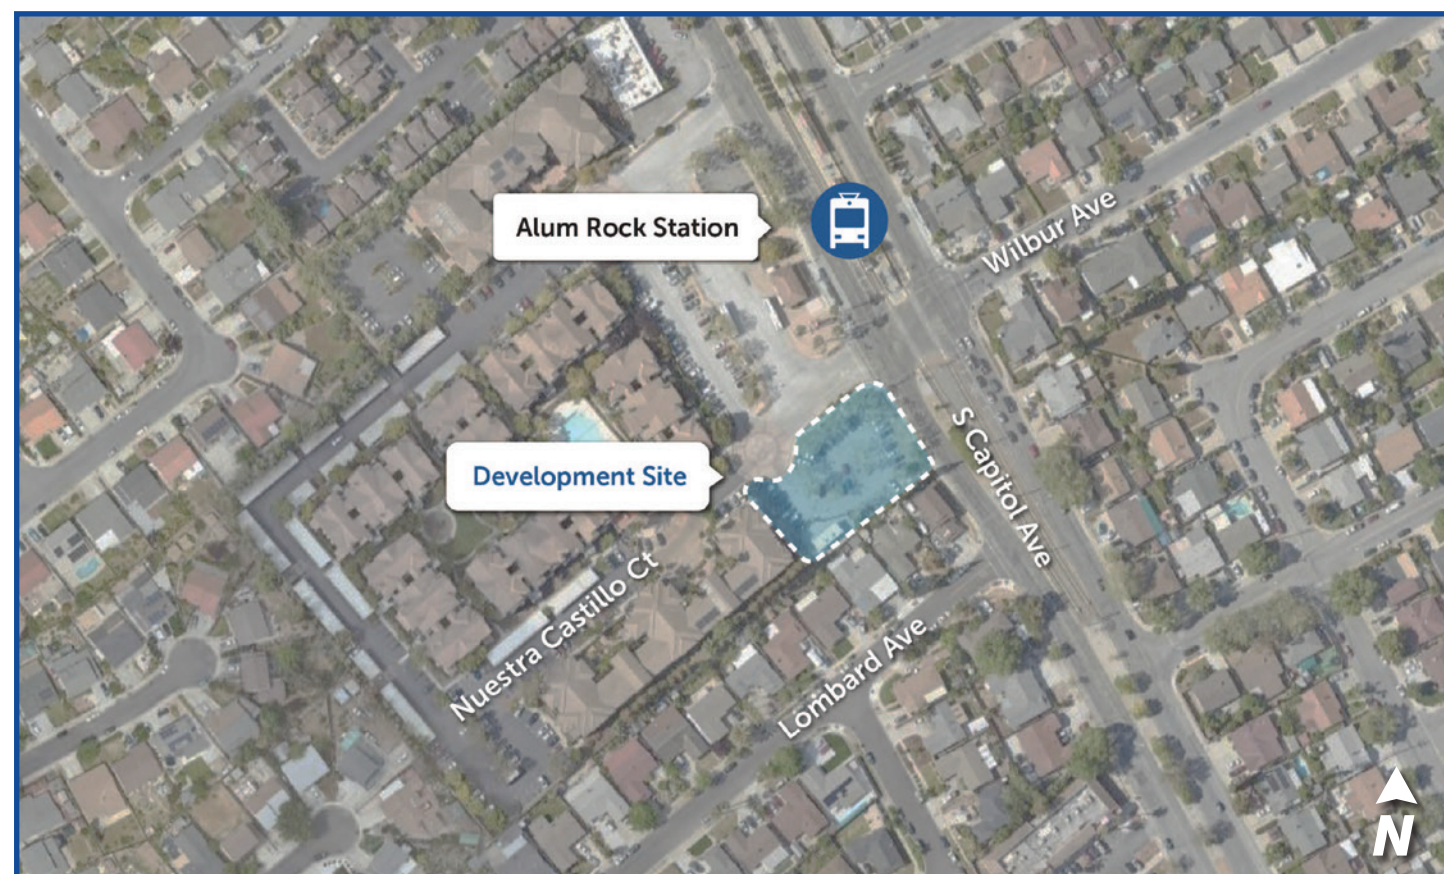 Alum Rock Station
Wilbur Ave
Development Site
S Capitol Ave
Nuestra Castillo Ct
Lombard Ave
N